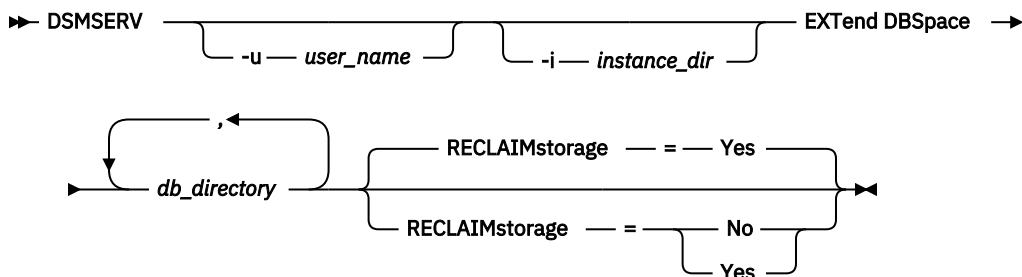 DSMSERV -u user_name -i instance_dir EXTend DBSpace
,
db_directory
RECLAIMstorage = Yes
RECLAIMstorage = No
Yes